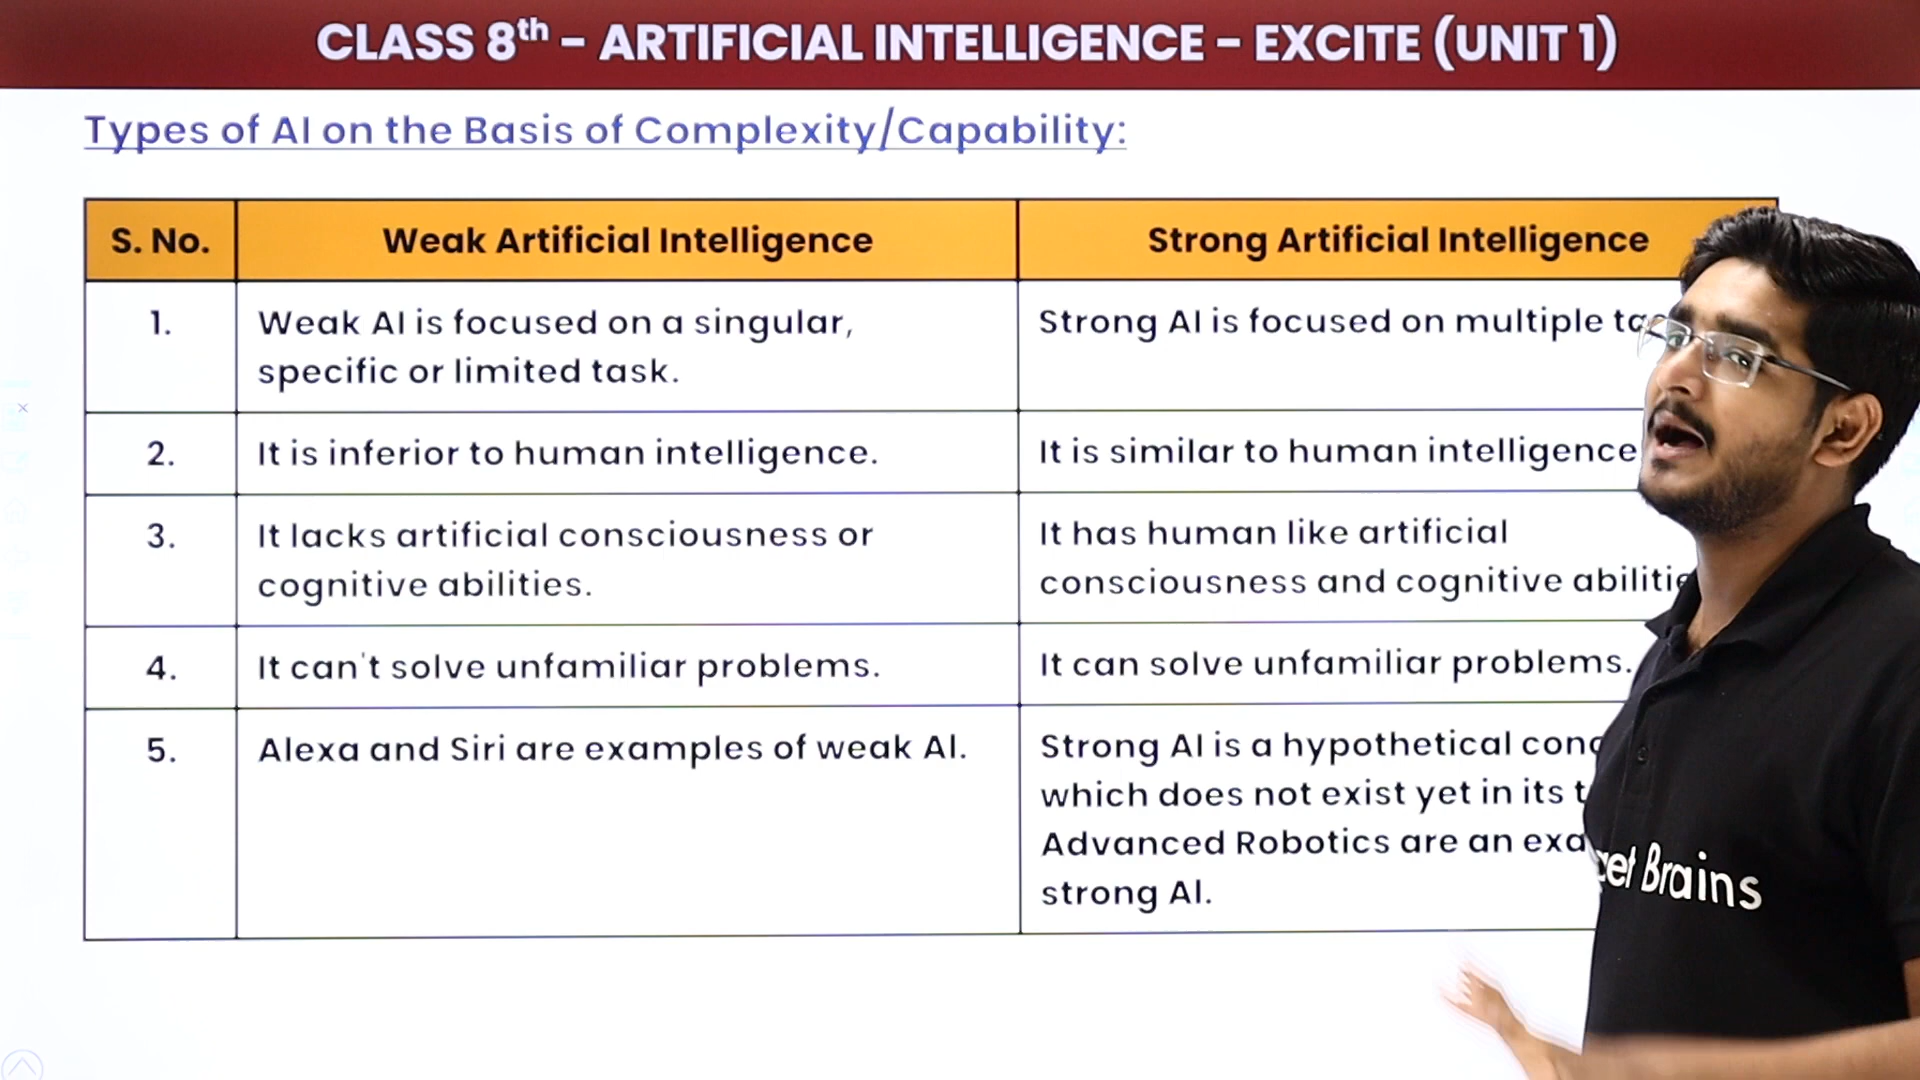 CLASS 8th - ARTIFICIAL INTELLIGENCE - EXCITE (UNIT 1)
Types of AI on the Basis of Complexity/Capability:
S. No.
Weak Artificial Intelligence
Strong Artificial Intelligence
1.
Weak AI is focused on a singular,
specific or limited task.
Strong AI is focused on multiple
2.
It is inferior to human intelligence.
It is similar to human intelligence
3.
It lacks artificial consciousness or
cognitive abilities.
It has human like artificial
consciousness and cognitive
4.
It can't solve unfamiliar problems.
It can solve unfamiliar problems.
5.
Alexa and Siri are examples of weak AI.
Strong AI is a hypothetical
which does not exist yet in its
Advanced Robotics are an
strong AI.
Brains